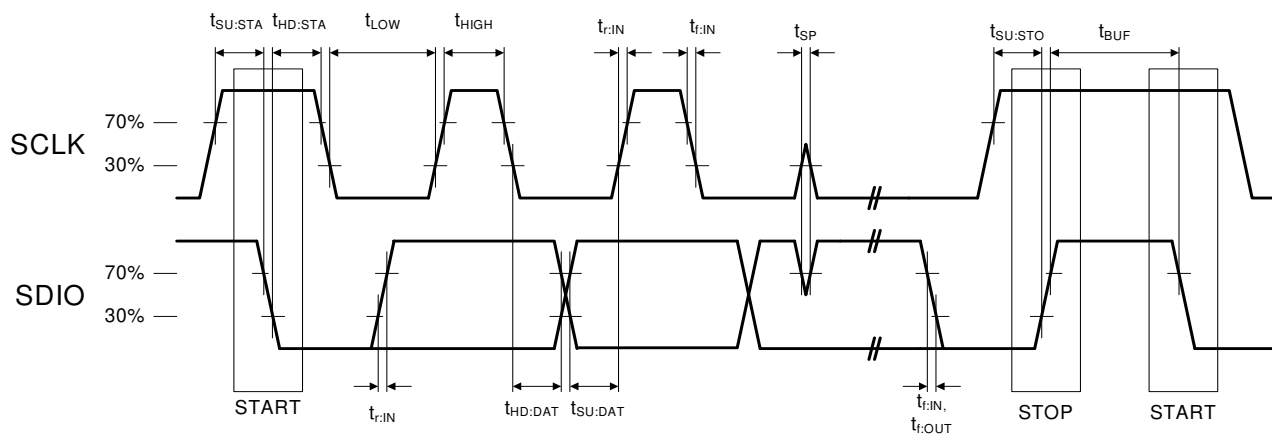 tSU:STA tHD:STA tLOW tHIGH tr:IN tf:IN tSP tSU:STO tBUF
SCLK
70%
30%
SDIO
70%
30%
START
tr:IN
tHD:DAT tSU:DAT
tf:IN,
tf:OUT
STOP
START